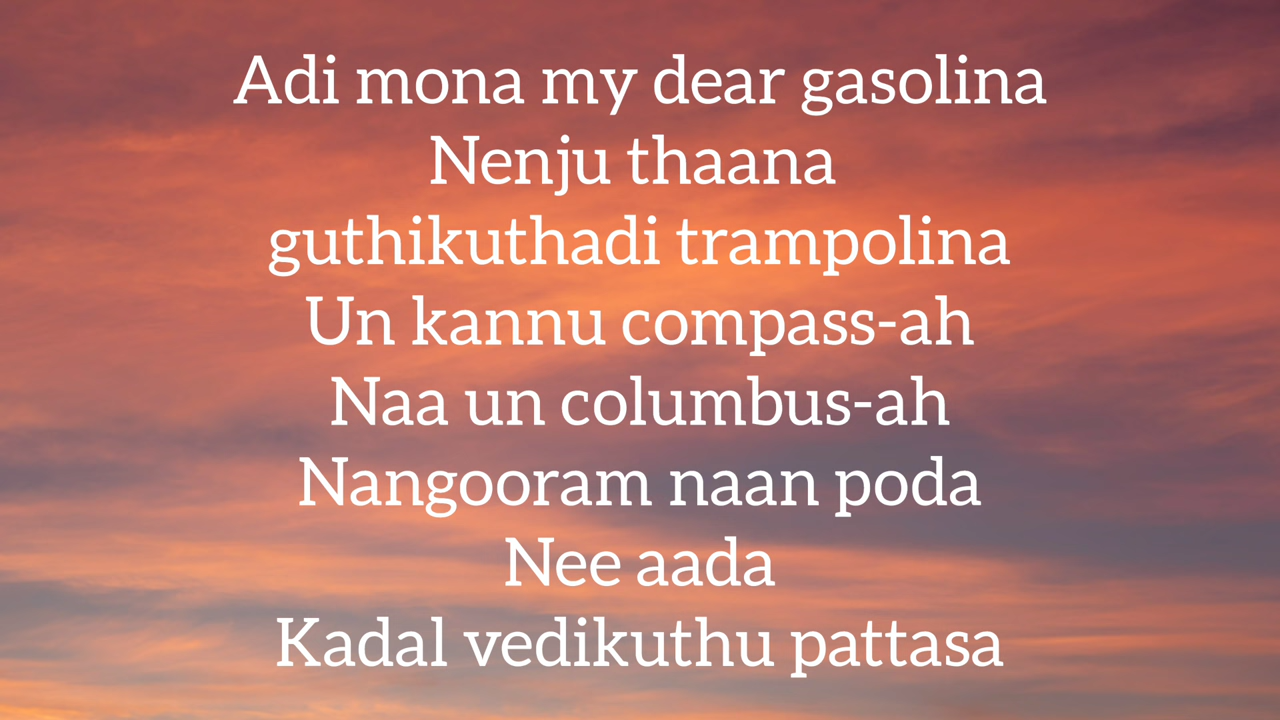 Adi mona my dear gasolina
Nenju thaana
guthikuthadi trampolina
Un kannu compass-ah
Naa un columbus-ah
Nangooram naan poda
Nee aada
Kadal vedikuthu pattasa